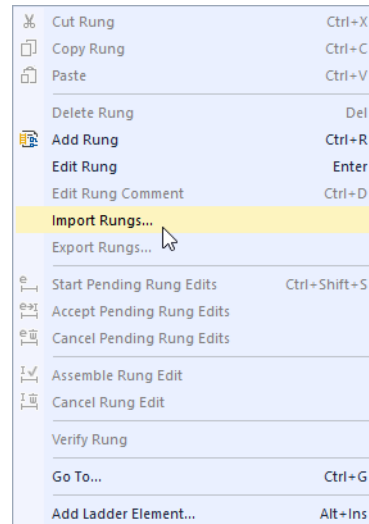 Cut Rung Ctrl+X
Copy Rung Ctrl+C
Paste Ctrl+V
Delete Rung Del
Add Rung Ctrl+R
Edit Rung Enter
Edit Rung Comment Ctrl+D
Import Rungs...
Export Rungs...
Start Pending Rung Edits Ctrl+Shift+S
Accept Pending Rung Edits
Cancel Pending Rung Edits
Assemble Rung Edit
Cancel Rung Edit
Verify Rung
Go To... Ctrl+G
Add Ladder Element... Alt+Ins